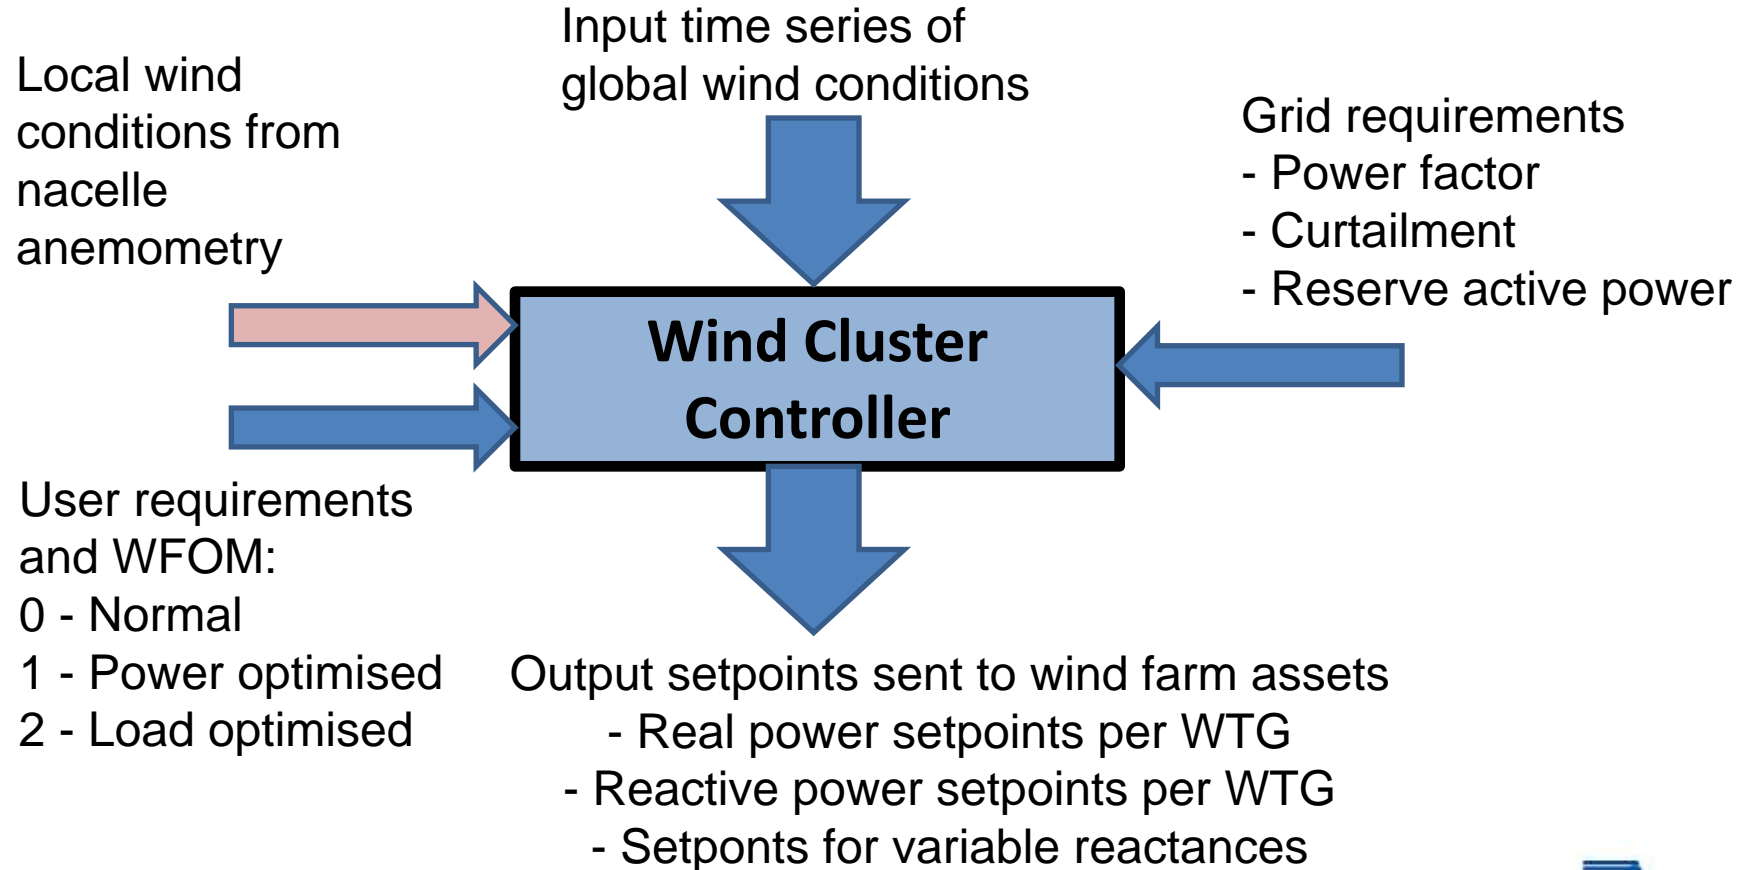 Input time series of
global wind conditions
Local wind
conditions from
nacelle
anemometry
Grid requirements
- Power factor
- Curtailment
- Reserve active power
Wind Cluster
Controller
User requirements
and WFOM:
0 - Normal
1 - Power optimised
2 - Load optimised
Output setpoints sent to wind farm assets
- Real power setpoints per WTG
- Reactive power setpoints per WTG
- Setponts for variable reactances